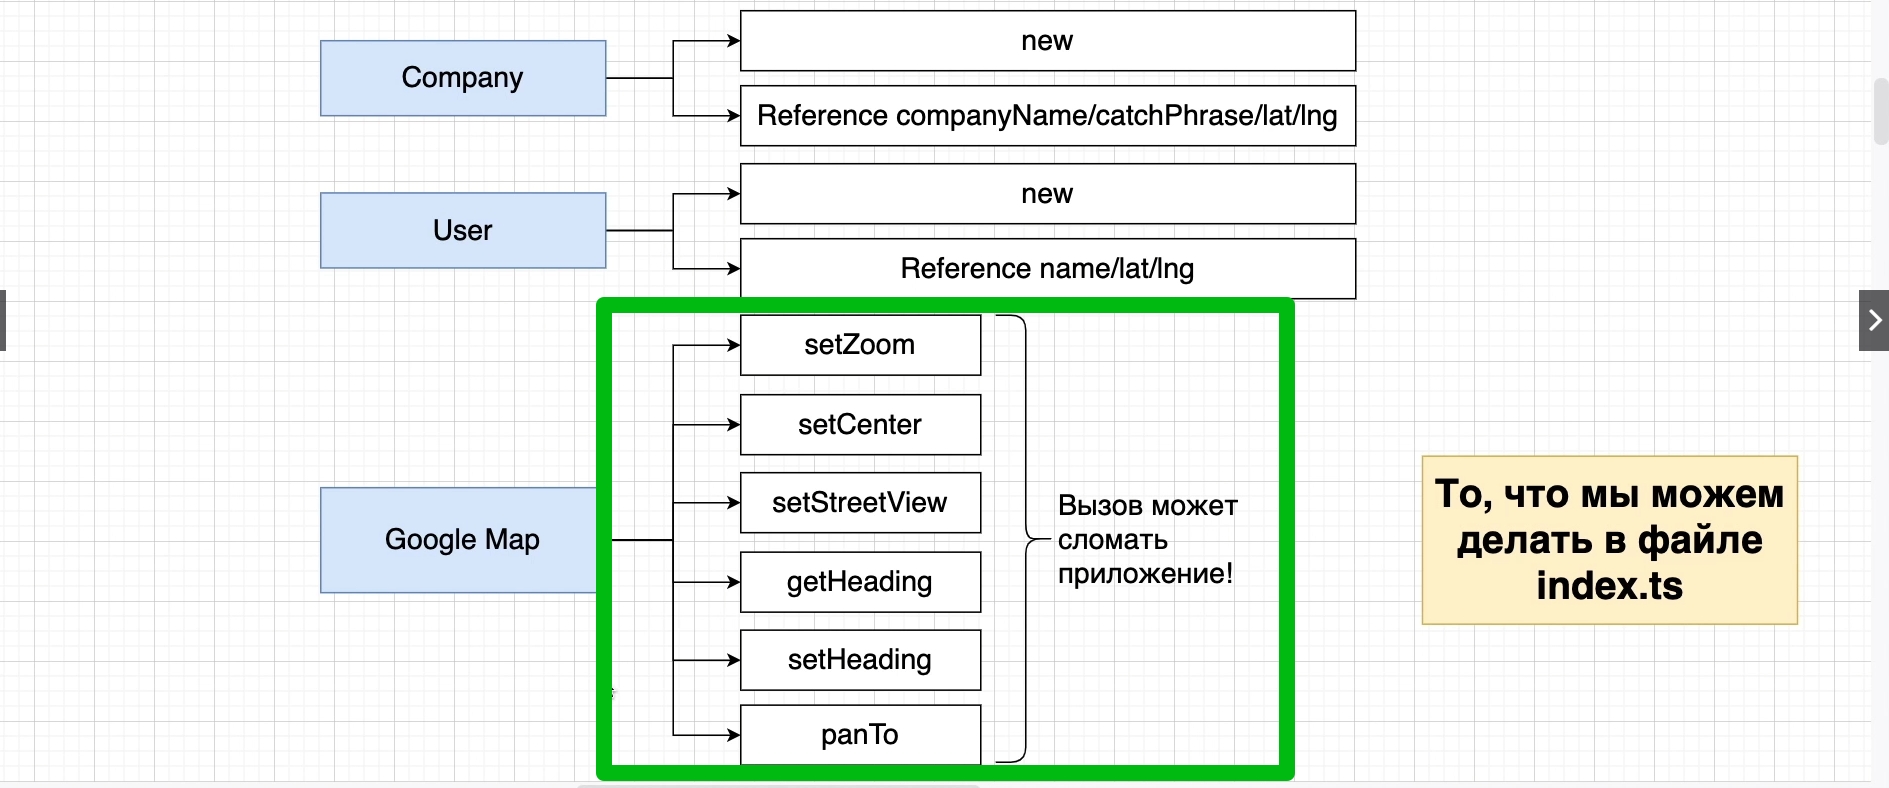 Company
new
Reference companyName/catchPhrase/lat/lng
User
new
Reference name/lat/lng
Google Map
setZoom
setCenter
setStreetView
getHeading
setHeading
panTo
Вызов может
сломать
приложение!
То, что мы можем
делать в файле
index.ts